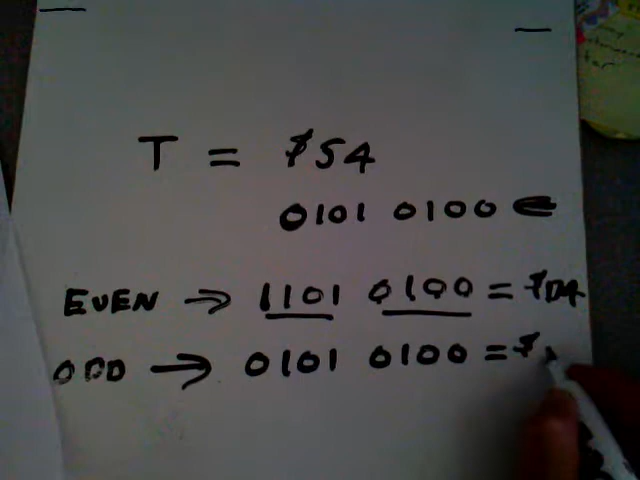 T = $54
0101 0100
EVEN → 1101 0100 = $D4
ODD → 0101 0100 = $